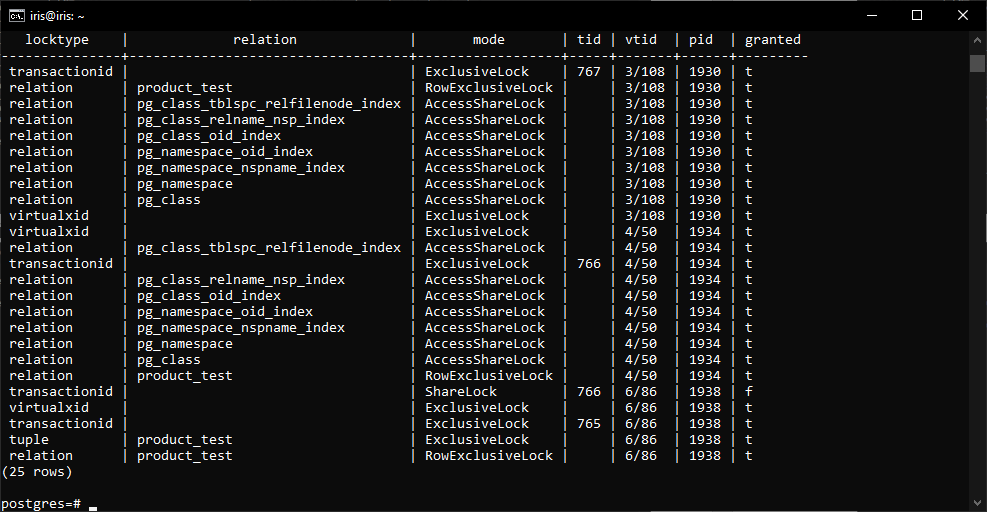 iris@iris: ~
locktype | relation | mode | tid | vtid | pid | granted
---------------+-----------------------------------+------------------+-----+-------+------+---------
transactionid | | ExclusiveLock | 767 | 3/108 | 1930 | t
relation | product_test | RowExclusiveLock | | 3/108 | 1930 | t
relation | pg_class_tblspc_relfilenode_index | AccessShareLock | | 3/108 | 1930 | t
relation | pg_class_relname_nsp_index | AccessShareLock | | 3/108 | 1930 | t
relation | pg_class_oid_index | AccessShareLock | | 3/108 | 1930 | t
relation | pg_namespace_oid_index | AccessShareLock | | 3/108 | 1930 | t
relation | pg_namespace_nspname_index | AccessShareLock | | 3/108 | 1930 | t
relation | pg_namespace | AccessShareLock | | 3/108 | 1930 | t
relation | pg_class | AccessShareLock | | 3/108 | 1930 | t
virtualxid | | ExclusiveLock | | 3/108 | 1930 | t
virtualxid | | ExclusiveLock | | 4/50 | 1934 | t
relation | pg_class_tblspc_relfilenode_index | AccessShareLock | | 4/50 | 1934 | t
transactionid | | ExclusiveLock | 766 | 4/50 | 1934 | t
relation | pg_class_relname_nsp_index | AccessShareLock | | 4/50 | 1934 | t
relation | pg_class_oid_index | AccessShareLock | | 4/50 | 1934 | t
relation | pg_namespace_oid_index | AccessShareLock | | 4/50 | 1934 | t
relation | pg_namespace_nspname_index | AccessShareLock | | 4/50 | 1934 | t
relation | pg_namespace | AccessShareLock | | 4/50 | 1934 | t
relation | pg_class | AccessShareLock | | 4/50 | 1934 | t
relation | product_test | RowExclusiveLock | | 4/50 | 1934 | t
transactionid | | ShareLock | 766 | 6/86 | 1938 | f
virtualxid | | ExclusiveLock | | 6/86 | 1938 | t
transactionid | | ExclusiveLock | 765 | 6/86 | 1938 | t
tuple | product_test | ExclusiveLock | | 6/86 | 1938 | t
relation | product_test | RowExclusiveLock | | 6/86 | 1938 | t
(25 rows)
postgres=#